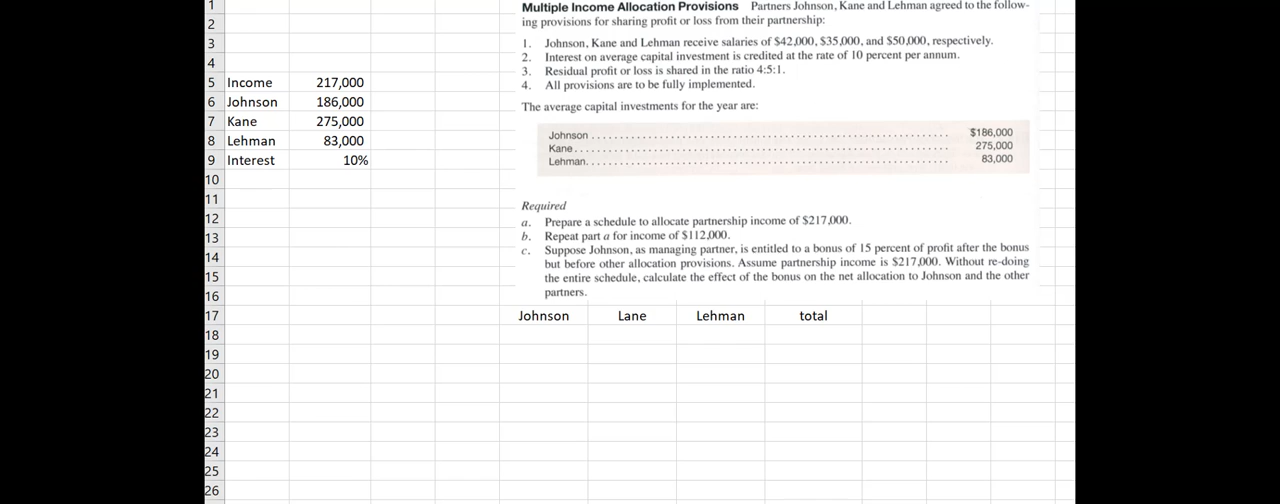 1
Multiple Income Allocation Provisions Partners Johnson, Kane and Lehman agreed to the follow-
2
ing provisions for sharing profit or loss from their partnership:
3
1. Johnson, Kane and Lehman receive salaries of $42,000, $35,000, and $50,000, respectively.
4
2. Interest on average capital investment is credited at the rate of 10 percent per annum.
3. Residual profit or loss is shared in the ratio 4:5:1.
5 Income 217,000
4. All provisions are to be fully implemented.
6 Johnson 186,000
The average capital investments for the year are:
7 Kane 275,000
8 Lehman 83,000
9 Interest 10%
Johnson ........ $186,000
Kane ........ 275,000
Lehman ........ 83,000
10
11
Required
12
a. Prepare a schedule to allocate partnership income of $217,000.
13
b. Repeat part a for income of $112,000.
14
c. Suppose Johnson, as managing partner, is entitled to a bonus of 15 percent of profit after the bonus
but before other allocation provisions. Assume partnership income is $217,000. Without re-doing
15
the entire schedule, calculate the effect of the bonus on the net allocation to Johnson and the other
16
partners.
17 Johnson Lane Lehman total
18
19
20
21
22
23
24
25
26